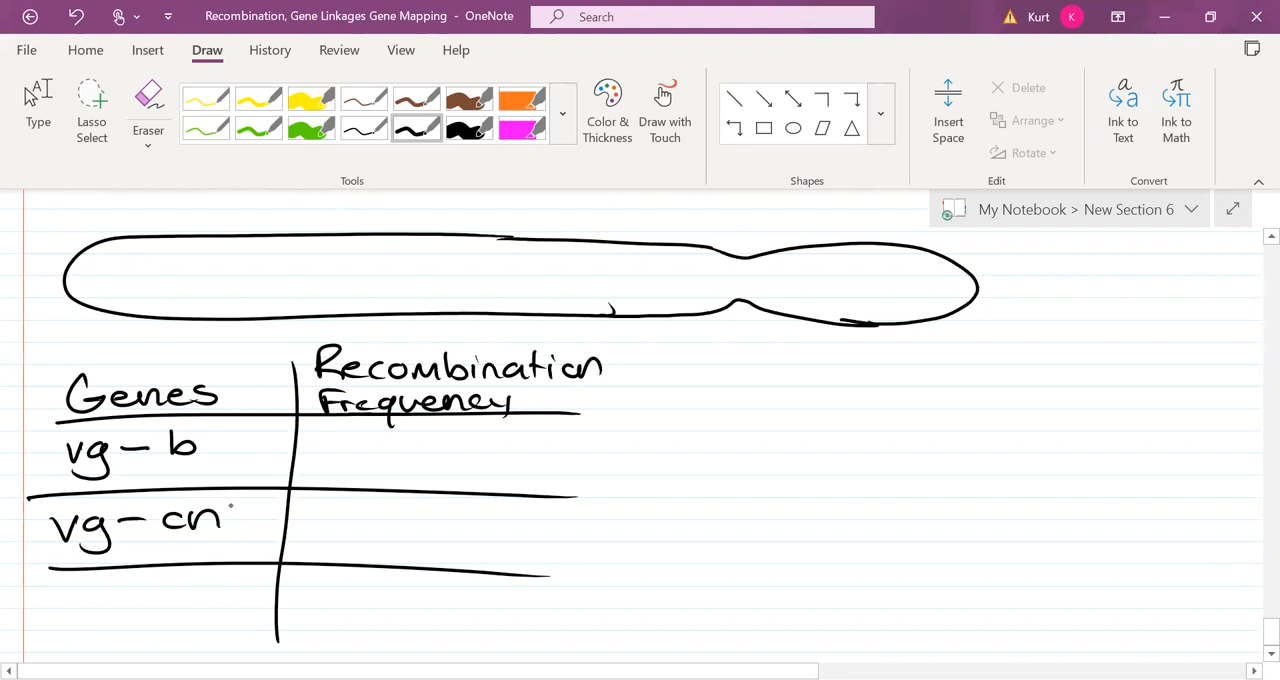 Recombination, Gene Linkages Gene Mapping - OneNote
Search
Kurt
K
File Home Insert Draw History Review View Help
Type
Lasso Select
Eraser
Color & Thickness
Draw with Touch
Insert Space
Delete
Arrange
Rotate
a
a
Ink to Text
π
π
Ink to Math
Tools
Shapes
Edit
Convert
My Notebook > New Section 6
Genes
Recombination
Frequency
vg - b
vg - cn